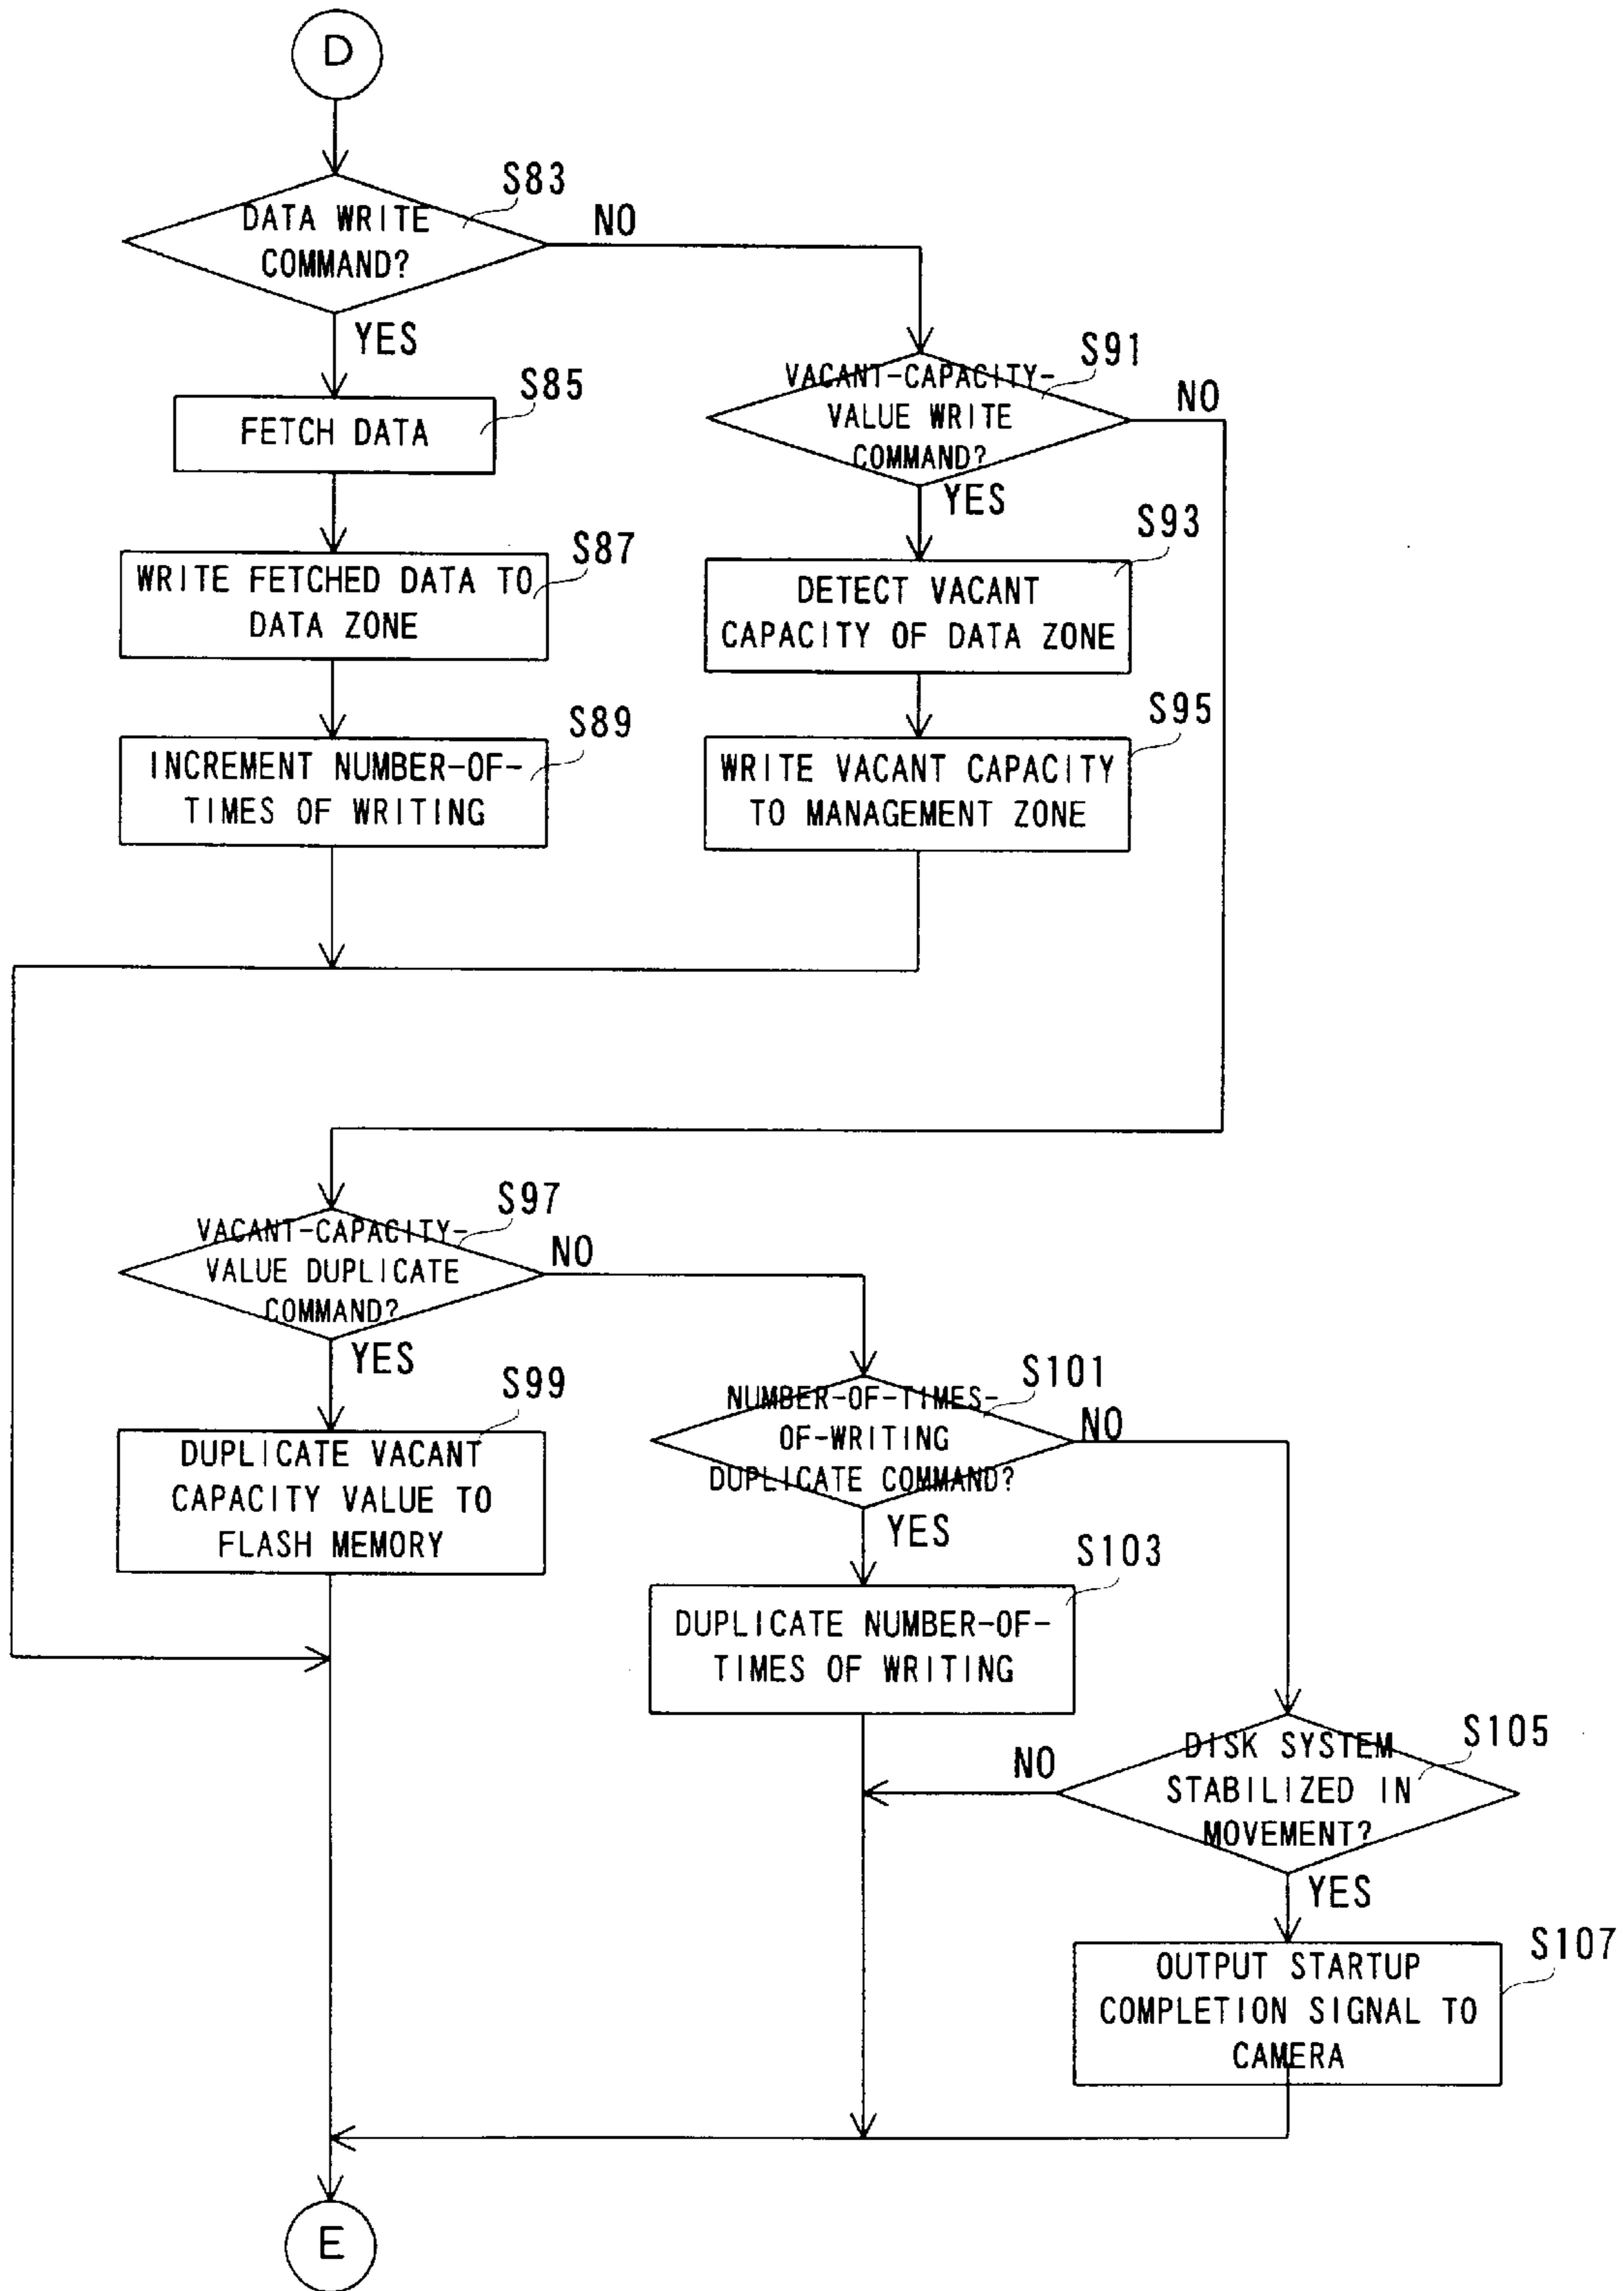 D
S83
DATA WRITE
COMMAND?
NO
YES
S85
FETCH DATA
S87
WRITE FETCHED DATA TO
DATA ZONE
S89
INCREMENT NUMBER-OF-
TIMES OF WRITING
S91
VACANT-CAPACITY-
VALUE WRITE
COMMAND?
NO
YES
S93
DETECT VACANT
CAPACITY OF DATA ZONE
S95
WRITE VACANT CAPACITY
TO MANAGEMENT ZONE
S97
VACANT-CAPACITY-
VALUE DUPLICATE
COMMAND?
NO
YES
S99
DUPLICATE VACANT
CAPACITY VALUE TO
FLASH MEMORY
S101
NUMBER-OF-TIMES-
OF-WRITING
DUPLICATE COMMAND?
NO
YES
S103
DUPLICATE NUMBER-OF-
TIMES OF WRITING
S105
DISK SYSTEM
STABILIZED IN
MOVEMENT?
NO
YES
S107
OUTPUT STARTUP
COMPLETION SIGNAL TO
CAMERA
E